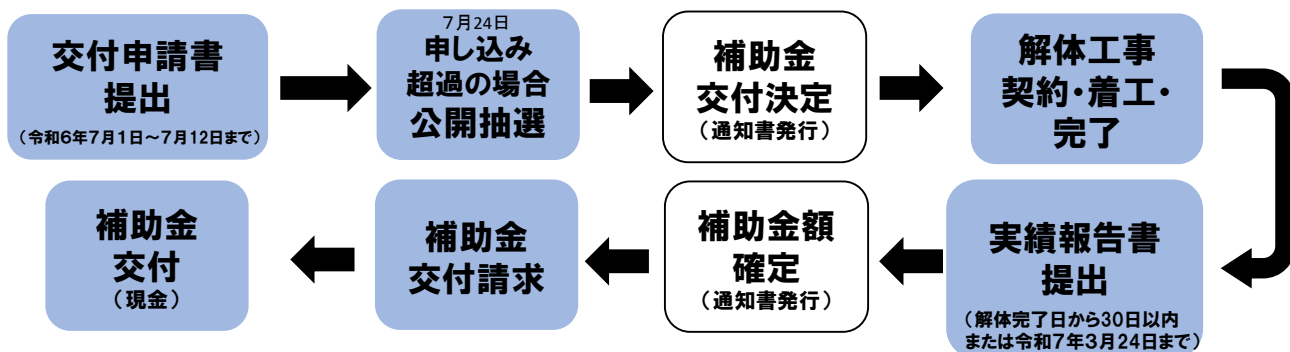 交付申請書
提出
（令和6年7月1日～7月12日まで）
7月24日
申し込み
超過の場合
公開抽選
補助金
交付決定
（通知書発行）
解体工事
契約・着工・
完了
実績報告書
提出
（解体完了日から30日以内
または令和7年3月24日まで）
補助金額
確定
（通知書発行）
補助金
交付請求
補助金
交付
（現金）